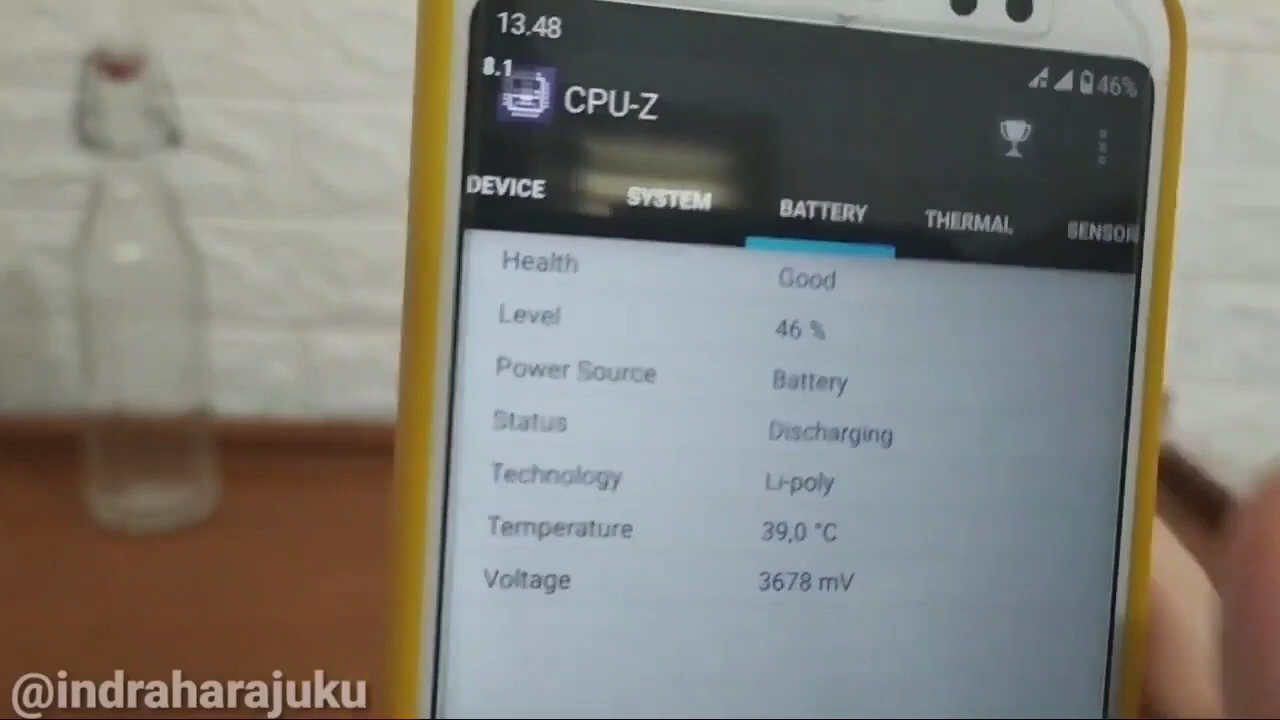 13.48
8.1
46%
CPU-Z
DEVICE SYSTEM BATTERY THERMAL SENSOR
Health Good
Level 46 %
Power Source Battery
Status Discharging
Technology Li-poly
Temperature 39,0 °C
Voltage 3678 mV
@indraharajuku